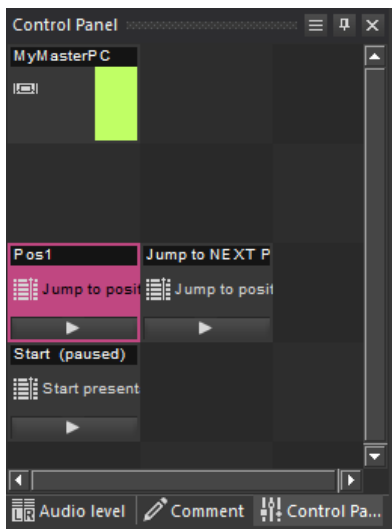 Control Panel
MyMasterPC
Pos1
Jump to NEXT P
Jump to posit
Jump to posit
Start (paused)
Start present
Audio level
Comment
Control Pa...